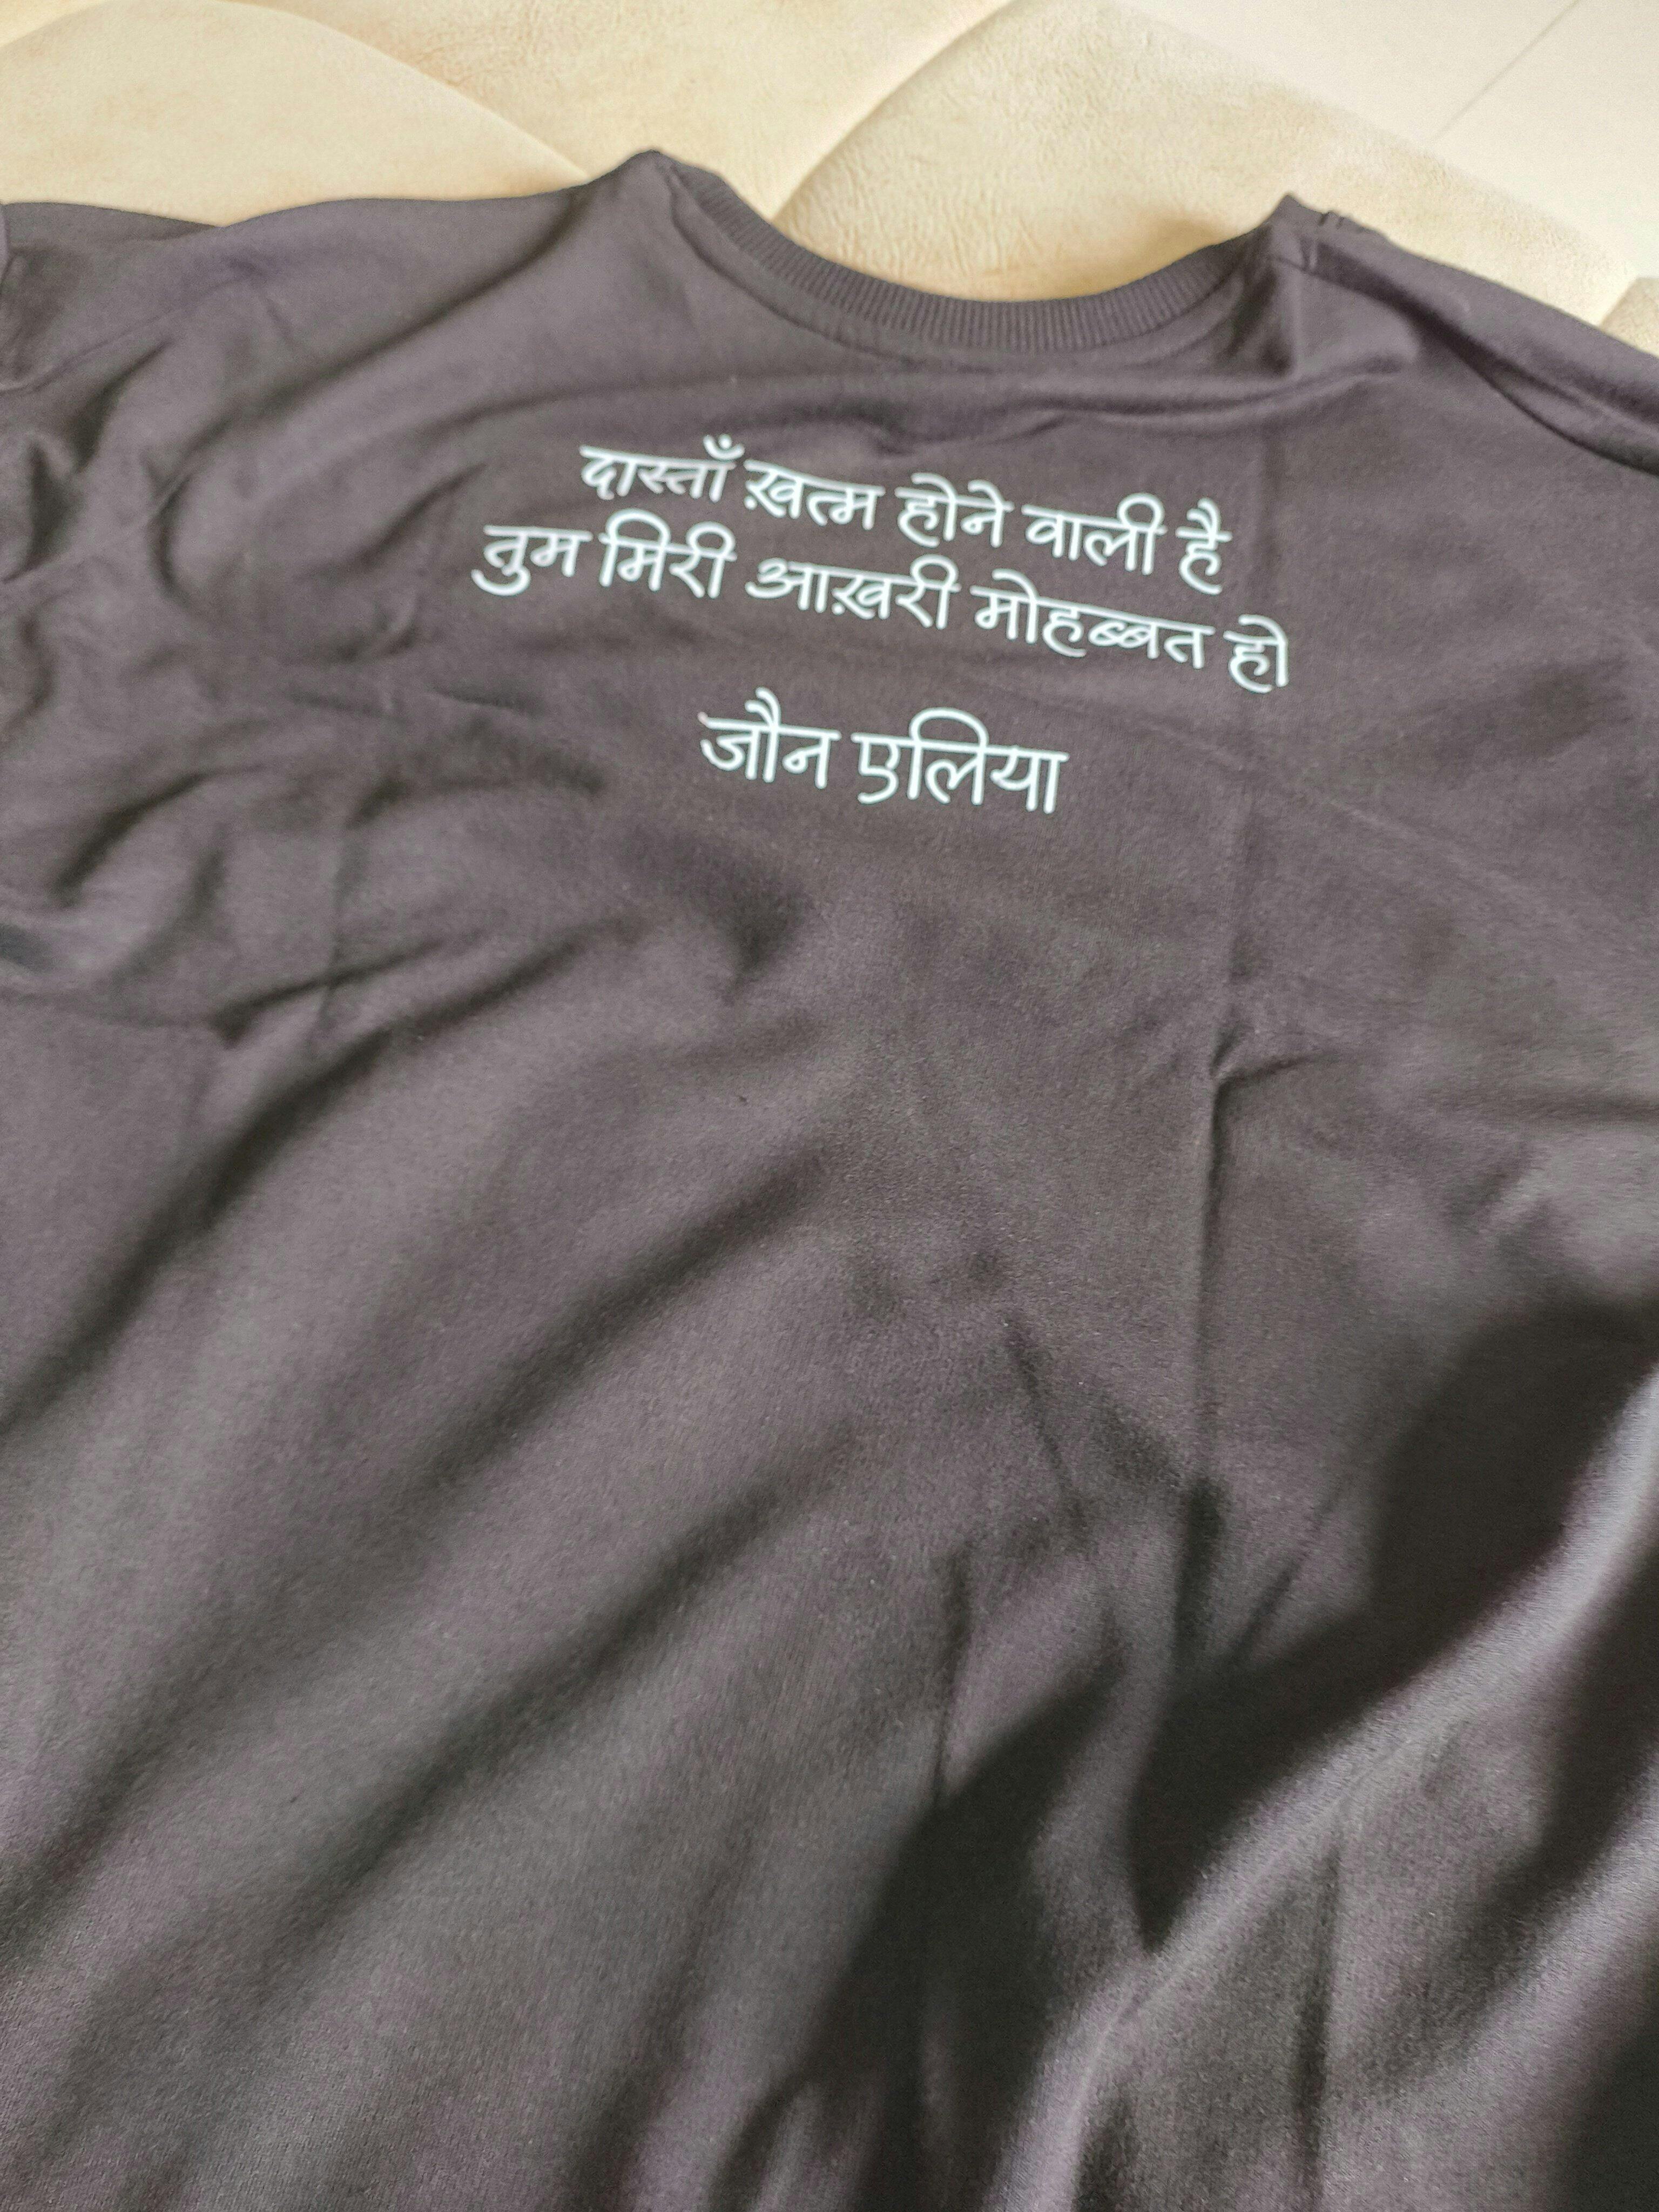 दास्ताँ ख़त्म होने वाली है
तुम मिरी आख़री मोहब्बत हो
जौन एलिया